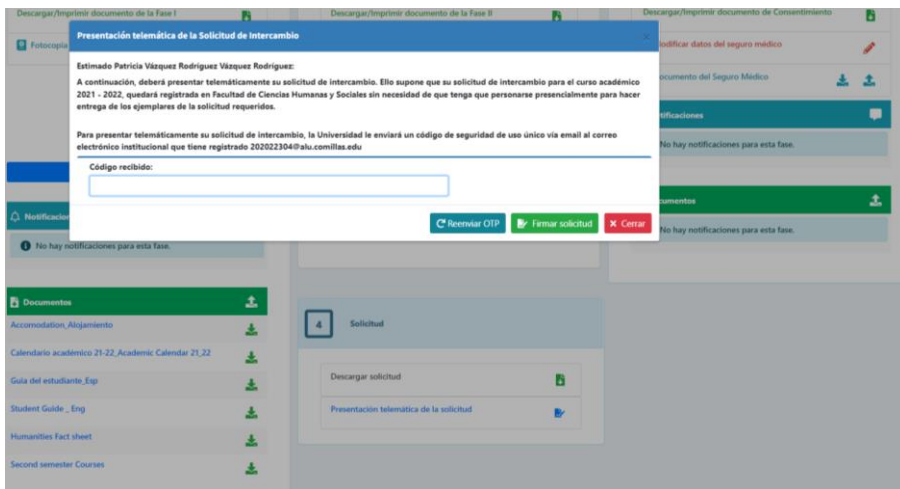 Descargar/Imprimir documento de la Fase I
Descargar/Imprimir documento de la Fase II
Descargar/Imprimir documento de Consentimiento
Fotocopia
Presentación telemática de la Solicitud de Intercambio
×
odificar datos del seguro médico
Estimado Patricia Vázquez Rodríguez Vázquez Rodríguez:
A continuación, deberá presentar telemáticamente su solicitud de intercambio. Ello supone que su solicitud de intercambio para el curso académico
2021 - 2022, quedará registrada en Facultad de Ciencias Humanas y Sociales sin necesidad de que tenga que personarse presencialmente para hacer
entrega de los ejemplares de la solicitud requeridos.
ocumento del Seguro Médico
Para presentar telemáticamente su solicitud de intercambio, la Universidad le enviará un código de seguridad de uso único vía email al correo
electrónico institucional que tiene registrado 202022304@alu.comillas.edu
tificaciones
No hay notificaciones para esta fase.
Código recibido:
Reenviar OTP
Firmar solicitud
× Cerrar
cumentos
No hay notificaciones para esta fase.
Notificacion
No hay notificaciones para esta fase.
Documentos
Accomodation_Alojamiento
Calendario académico 21-22_Academic Calendar 21_22
Guía del estudiante_Esp
Student Guide _ Eng
Humanities Fact sheet
Second semester Courses
4
Solicitud
Descargar solicitud
Presentación telemática de la solicitud